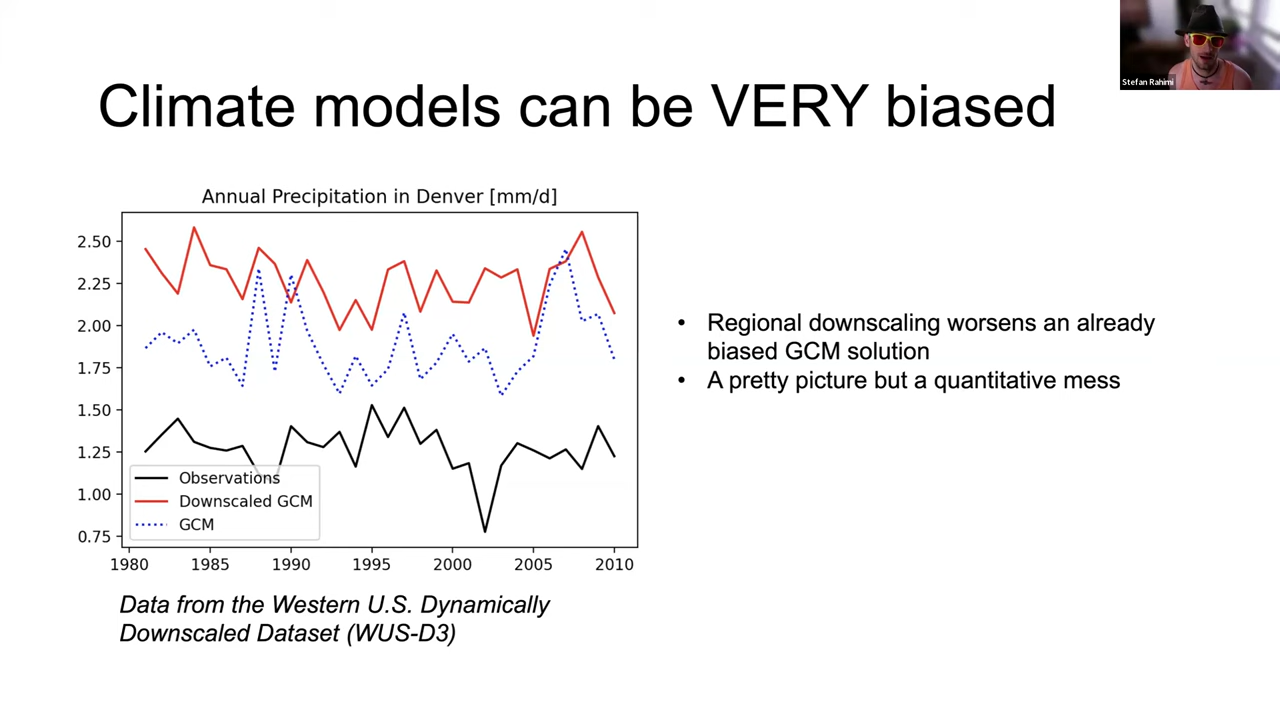 Stefan Rahimi
Climate models can be VERY biased
Annual Precipitation in Denver [mm/d]
2.50
2.25
2.00
1.75
1.50
1.25
1.00
0.75
Observations
Downscaled GCM
GCM
1980 1985 1990 1995 2000 2005 2010
Data from the Western U.S. Dynamically
Downscaled Dataset (WUS-D3)
• Regional downscaling worsens an already
biased GCM solution
• A pretty picture but a quantitative mess